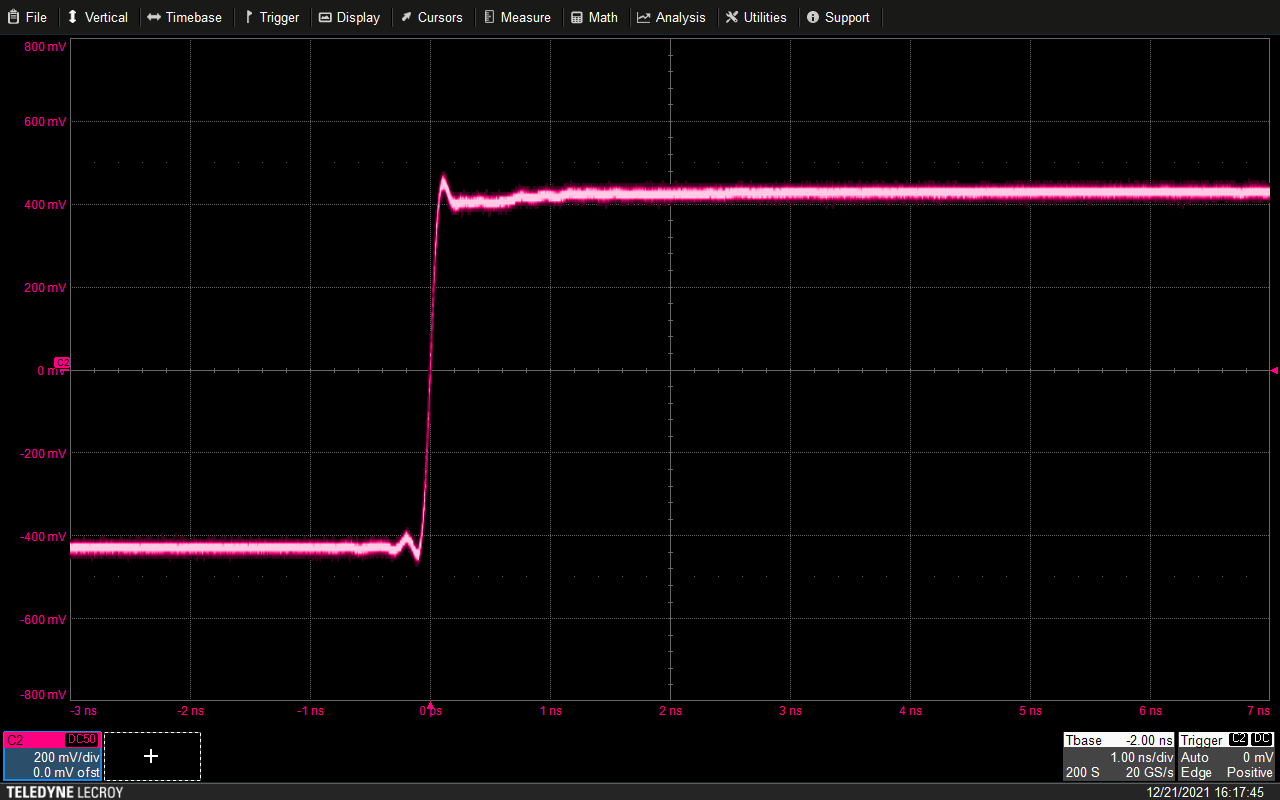 File Vertical Timebase Trigger Display Cursors Measure Math Analysis Utilities Support
800 mV
600 mV
400 mV
200 mV
C2
0 mV
-200 mV
-400 mV
-600 mV
-800 mV
-3 ns -2 ns -1 ns 0 ps 1 ns 2 ns 3 ns 4 ns 5 ns 6 ns 7 ns
C2 DC50
200 mV/div
0.0 mV ofst
+
Tbase -2.00 ns
1.00 ns/div
200 S 20 GS/s
Trigger C2 DC
Auto 0 mV
Edge Positive
TELEDYNE LECROY
12/21/2021 16:17:45